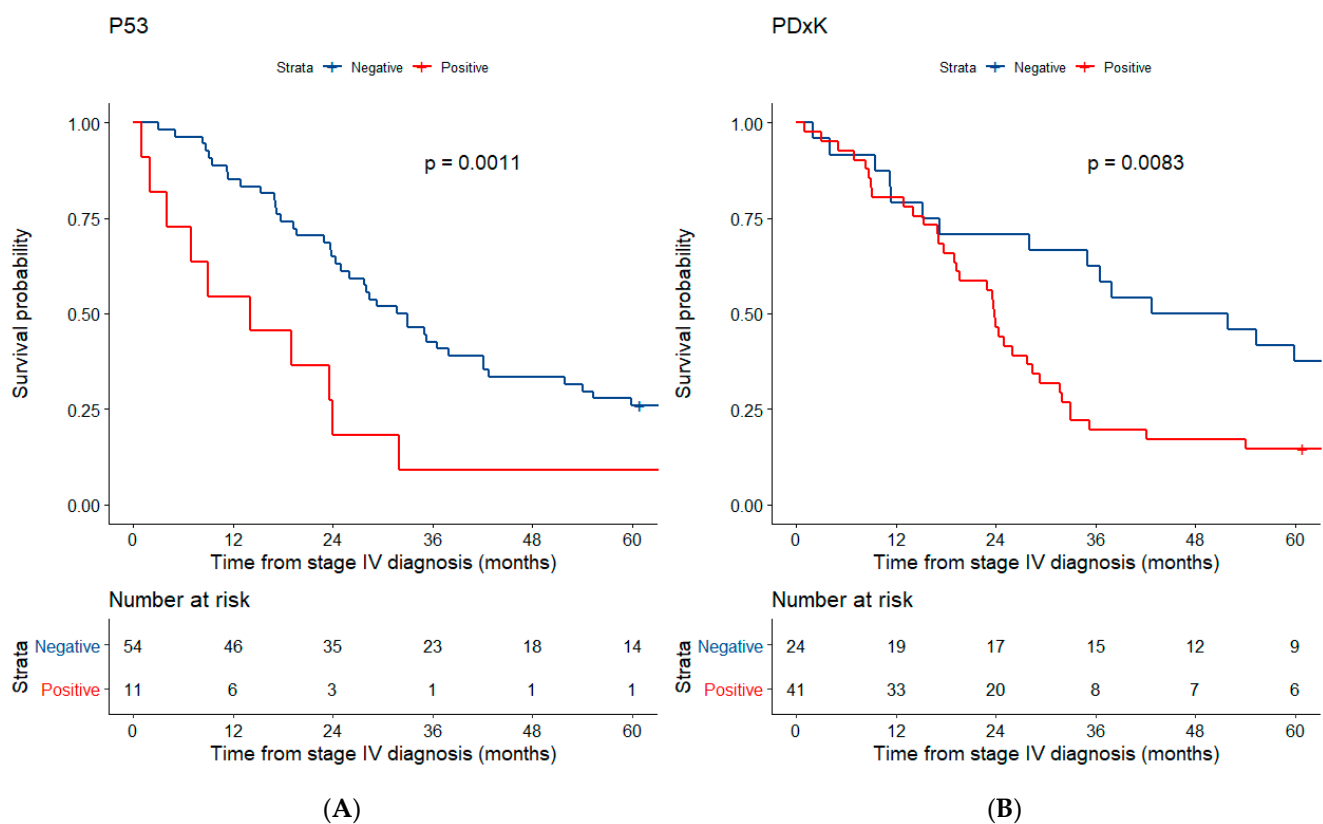 P53
Strata Negative Positive
p = 0.0011
Survival probability
1.00
0.75
0.50
0.25
0.00
0 12 24 36 48 60
Time from stage IV diagnosis (months)
Number at risk
Strata
Negative 54 46 35 23 18 14
Positive 11 6 3 1 1 1
0 12 24 36 48 60
Time from stage IV diagnosis (months)
(A)
PDxK
Strata Negative Positive
p = 0.0083
Survival probability
1.00
0.75
0.50
0.25
0.00
0 12 24 36 48 60
Time from stage IV diagnosis (months)
Number at risk
Strata
Negative 24 19 17 15 12 9
Positive 41 33 20 8 7 6
0 12 24 36 48 60
Time from stage IV diagnosis (months)
(B)